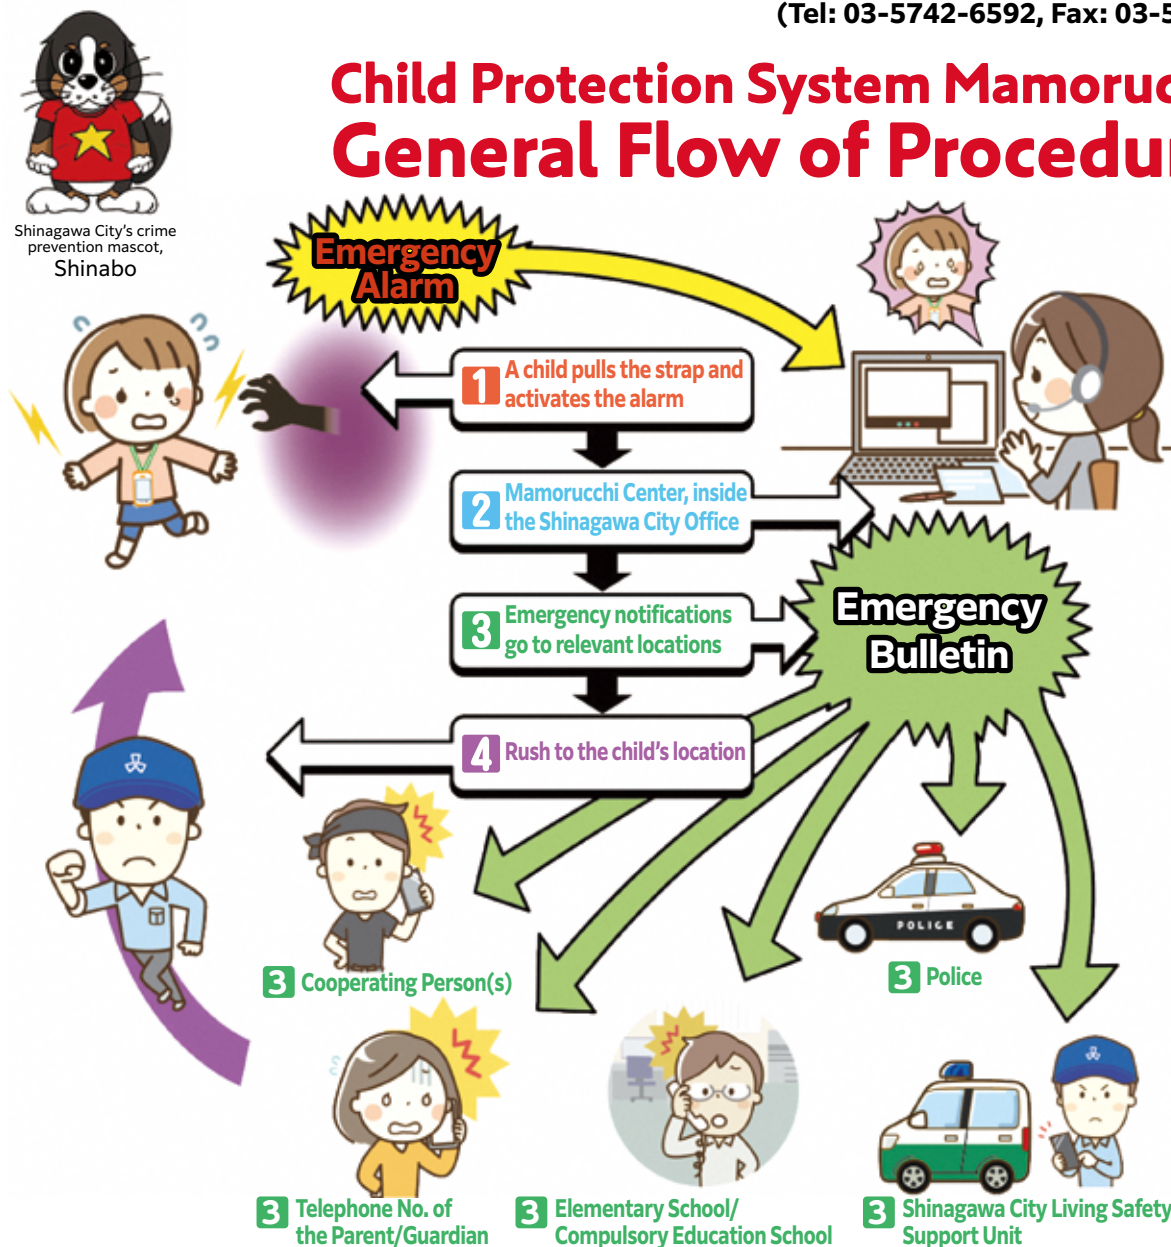 (Tel: 03-5742-6592, Fax: 03-5
Child Protection System Mamoruc
General Flow of Procedu
Shinagawa City's crime
prevention mascot,
Shinabo
Emergency
Alarm
1 A child pulls the strap and
activates the alarm
2 Mamorucchi Center, inside
the Shinagawa City Office
3 Emergency notifications
go to relevant locations
Emergency
Bulletin
4 Rush to the child's location
POLICE
3 Cooperating Person(s)
3 Police
3 Telephone No. of
the Parent/Guardian
3 Elementary School/
Compulsory Education School
3 Shinagawa City Living Safety
Support Unit